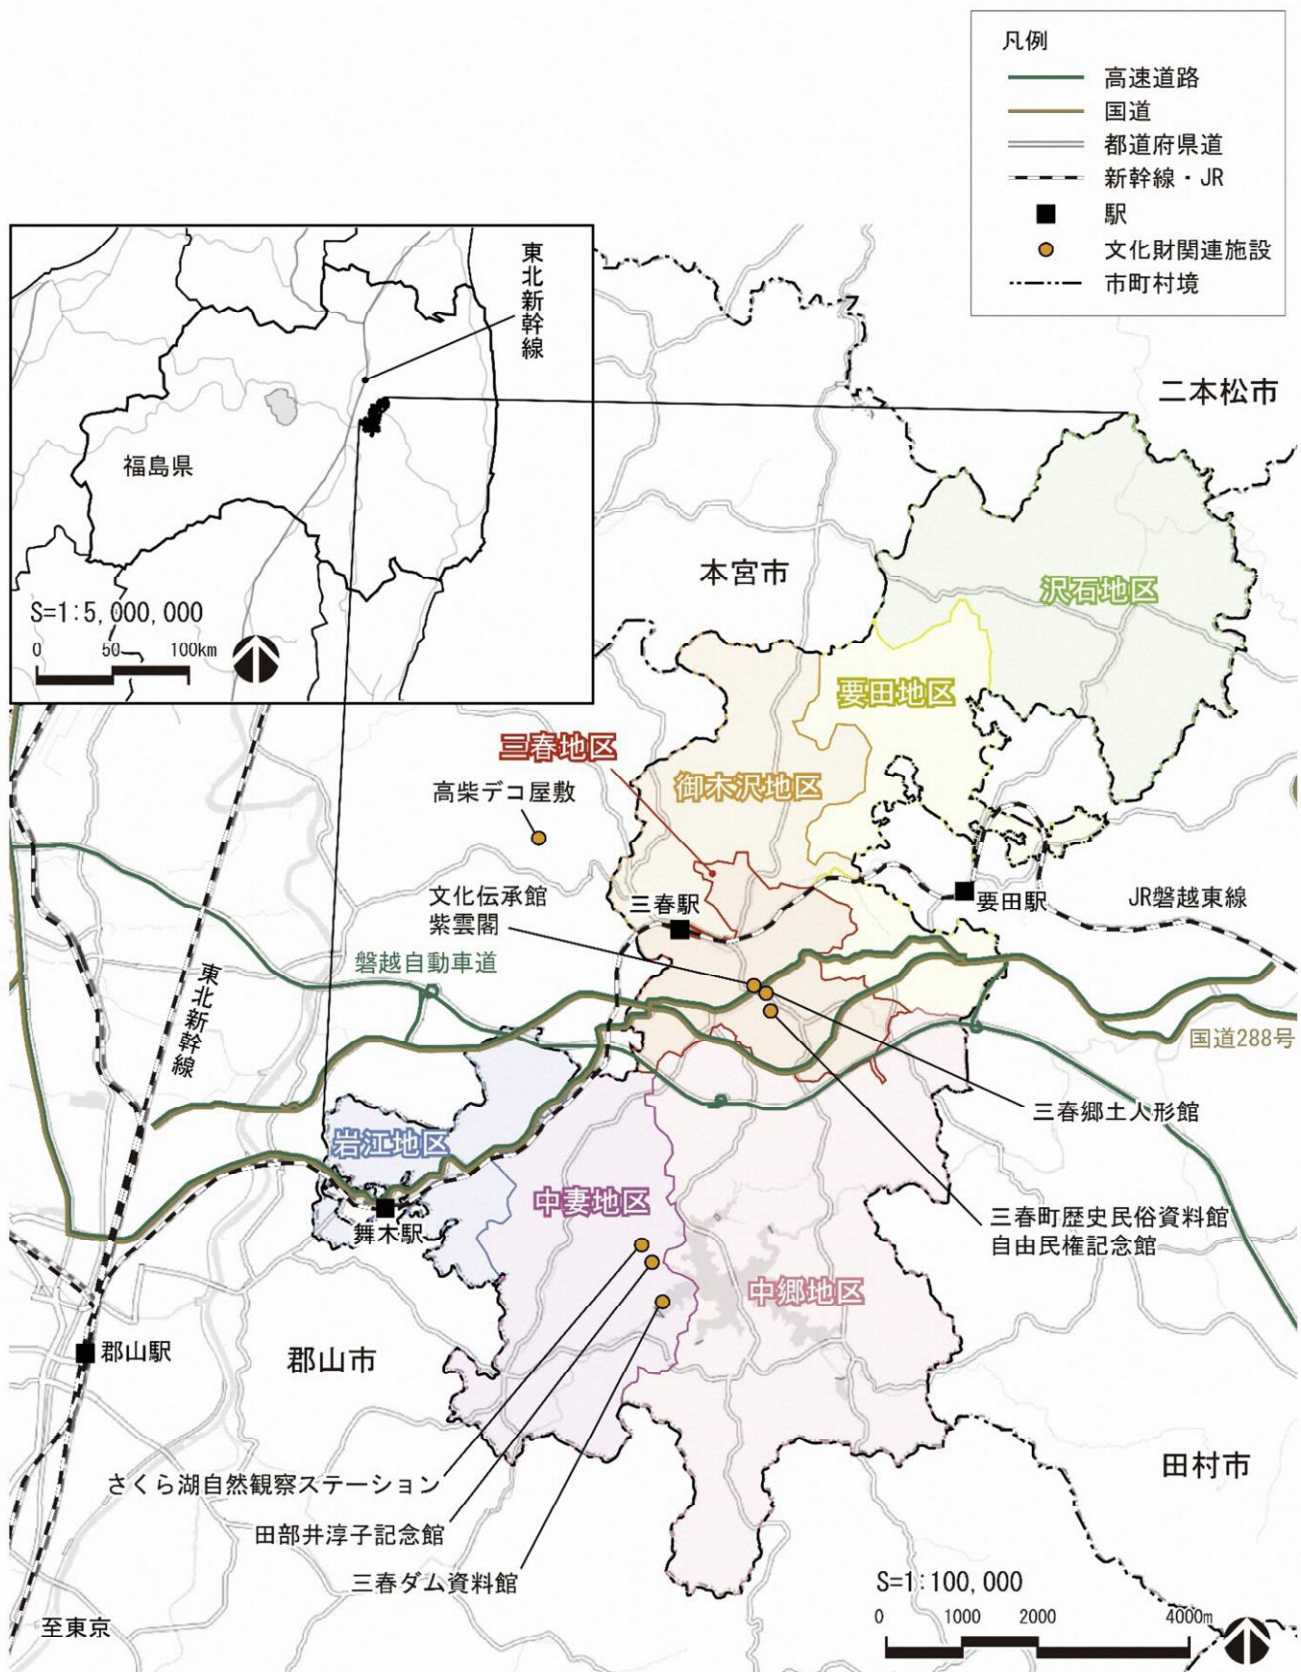 凡例
高速道路
国道
都道府県道
新幹線・JR
駅
文化財関連施設
市町村境
東北新幹線
福島県
S=1:5,000,000
0 50 100km
二本松市
本宮市
沢石地区
要田地区
三春地区
御木沢地区
高柴デコ屋敷
文化伝承館
紫雲閣
三春駅
要田駅
JR磐越東線
磐越自動車道
東北新幹線
国道288号
三春郷土人形館
岩江地区
中妻地区
舞木駅
三春町歴史民俗資料館
自由民権記念館
中郷地区
郡山駅
郡山市
田村市
さくら湖自然観察ステーション
田部井淳子記念館
三春ダム資料館
至東京
S=1:100,000
0 1000 2000 4000m